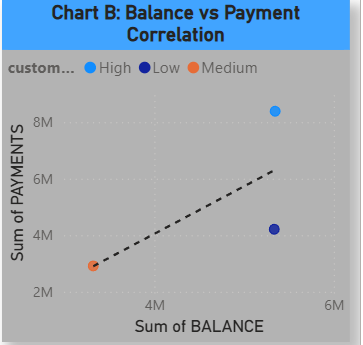 Chart B: Balance vs Payment
Correlation
custom... High Low Medium
Sum of PAYMENTS
8M
6M
4M
2M
4M 6M
Sum of BALANCE